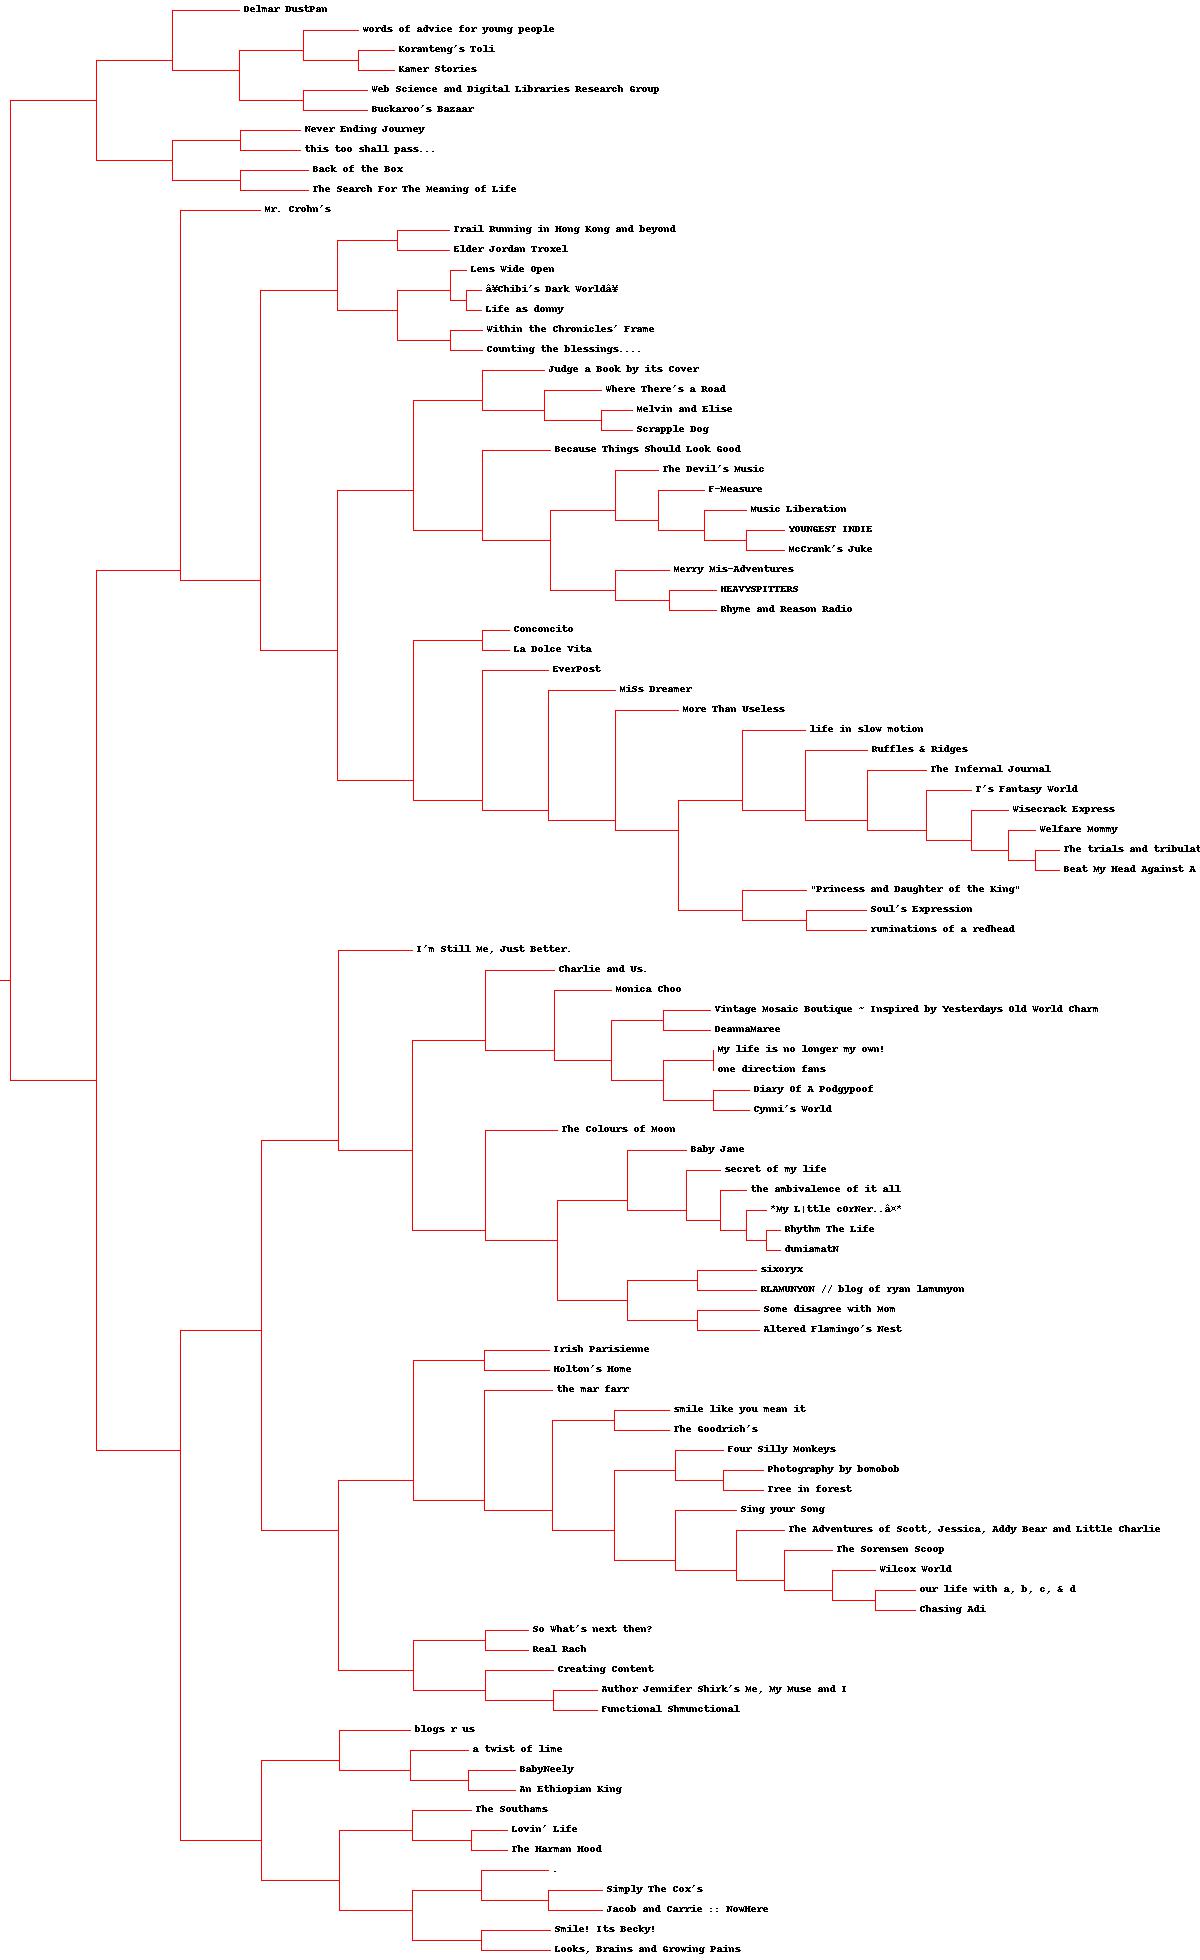 Delmar DustPan
words of advice for young people
Koranteng's Toli
Kamer Stories
Web Science and Digital Libraries Research Group
Buckaroo's Bazaar
Never Ending Journey
this too shall pass...
Back of the Box
The Search For The Meaning of Life
Mr. Crohn's
Trail Running in Hong Kong and beyond
Elder Jordan Troxel
Lens Wide Open
â¥Chibi's Dark Worldâ¥
Life as donny
Within the Chronicles' Frame
Counting the blessings....
Judge a Book by its Cover
Where There's a Road
Melvin and Elise
Scrapple Dog
Because Things Should Look Good
The Devil's Music
F-Measure
Music Liberation
YOUNGEST INDIE
McCrank's Juke
Merry Mis-Adventures
HEAVYSPITTERS
Rhyme and Reason Radio
Conconcito
La Dolce Vita
EverPost
MiSs Dreamer
More Than Useless
life in slow motion
Ruffles & Ridges
The Infernal Journal
I's Fantasy World
Wisecrack Express
Welfare Mommy
The trials and tribulat
Beat My Head Against A
"Princess and Daughter of the King"
Soul's Expression
ruminations of a redhead
I'm Still Me, Just Better.
Charlie and Us.
Monica Choo
Vintage Mosaic Boutique ~ Inspired by Yesterdays Old World Charm
DeannaMaree
My life is no longer my own!
one direction fans
Diary Of A Podgypoof
Cynni's World
The Colours of Moon
Baby Jane
secret of my life
the ambivalence of it all
*My L|ttle cOrNer..â¤*
Rhythm The Life
duniamatN
sixoryx
RLAMUNYON // blog of ryan lamunyon
Some disagree with Mom
Altered Flamingo's Nest
Irish Parisienne
Holton's Home
the mar farr
smile like you mean it
The Goodrich's
Four Silly Monkeys
Photography by bomobob
Tree in forest
Sing your Song
The Adventures of Scott, Jessica, Addy Bear and Little Charlie
The Sorensen Scoop
Wilcox World
our life with a, b, c, & d
Chasing Adi
So What's next then?
Real Rach
Creating Content
Author Jennifer Shirk's Me, My Muse and I
Functional Shmunctional
blogs r us
a twist of lime
BabyNeely
An Ethiopian King
The Southams
Lovin' Life
The Harman Hood
.
Simply The Cox's
Jacob and Carrie :: NowHere
Smile! Its Becky!
Looks, Brains and Growing Pains